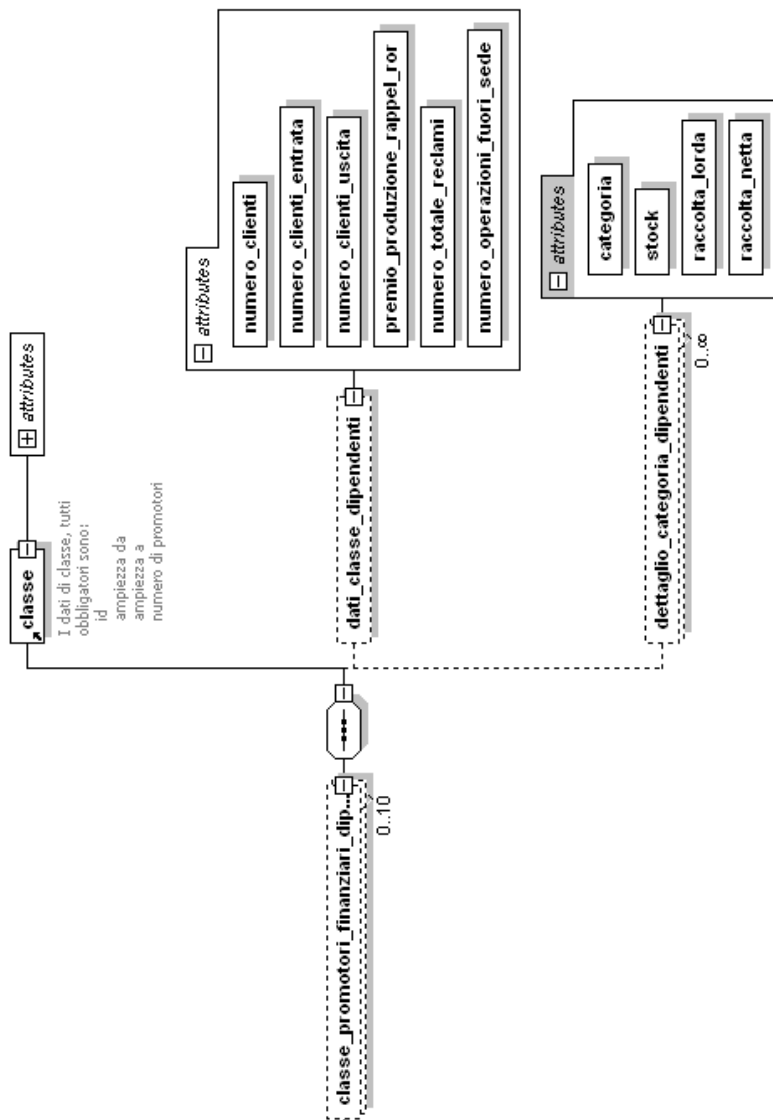 classe_promotori_finanziari_dip...
0..10
classe
attributes
I dati di classe, tutti
obbligatori sono:
id
ampiezza da
ampiezza a
numero di promotori
dati_classe_dipendenti
attributes
numero_clienti
numero_clienti_entrata
numero_clienti_uscita
premio_produzione_rappel_ror
numero_totale_reclami
numero_operazioni_fuori_sede
dettaglio_categoria_dipendenti
0..∞
attributes
categoria
stock
raccolta_lorda
raccolta_netta